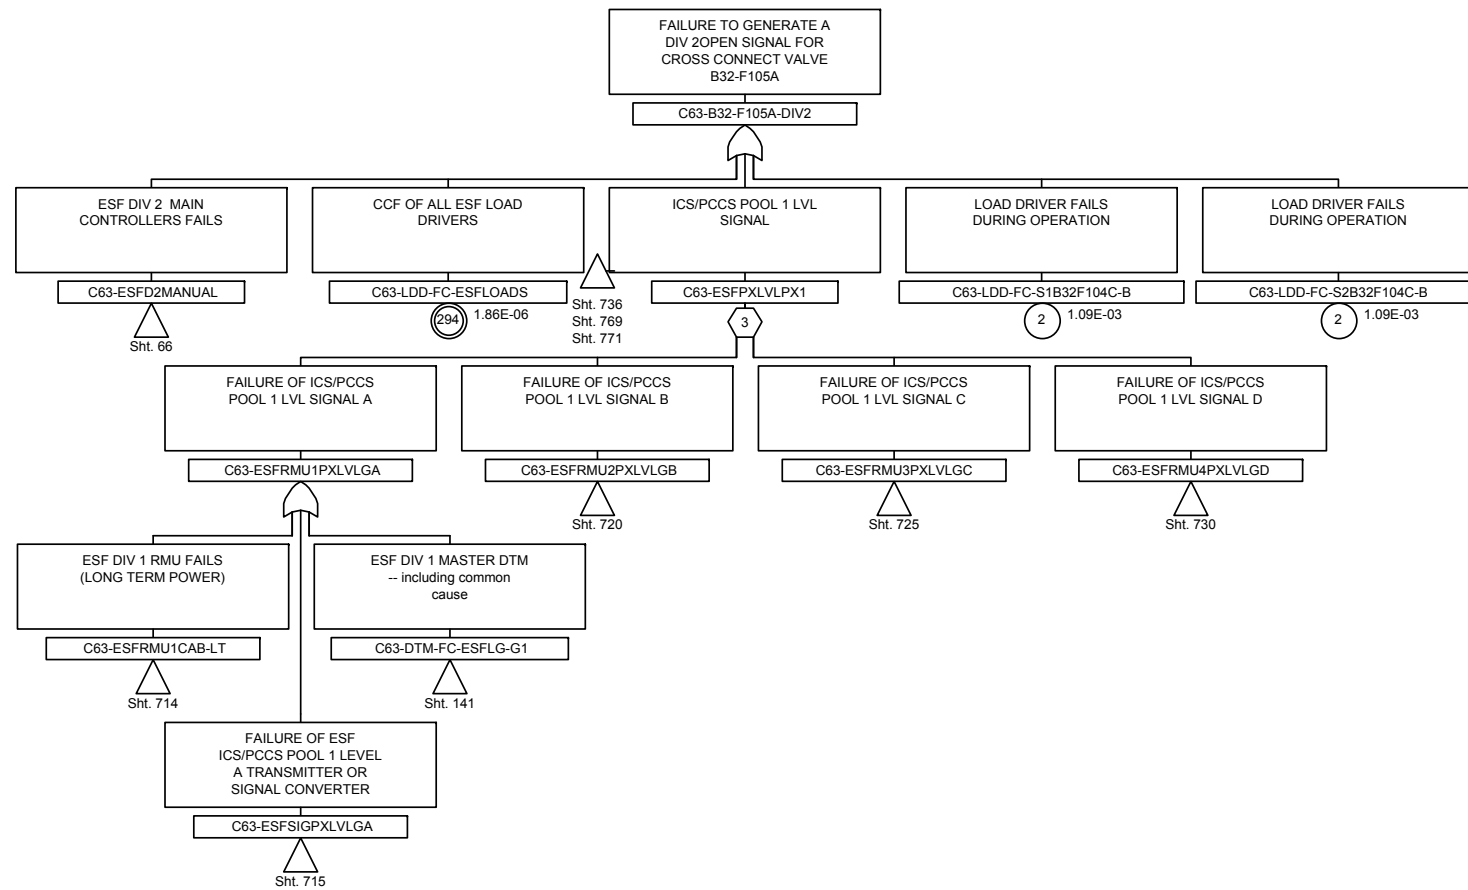 FAILURE TO GENERATE A
DIV 2OPEN SIGNAL FOR
CROSS CONNECT VALVE
B32-F105A
C63-B32-F105A-DIV2
ESF DIV 2 MAIN
CONTROLLERS FAILS
C63-ESFD2MANUAL
Sht. 66
CCF OF ALL ESF LOAD
DRIVERS
C63-LDD-FC-ESFLOADS
294
1.86E-06
ICS/PCCS POOL 1 LVL
SIGNAL
C63-ESFPXLVLPX1
Sht. 736
Sht. 769
Sht. 771
3
LOAD DRIVER FAILS
DURING OPERATION
C63-LDD-FC-S1B32F104C-B
2
1.09E-03
LOAD DRIVER FAILS
DURING OPERATION
C63-LDD-FC-S2B32F104C-B
2
1.09E-03
FAILURE OF ICS/PCCS
POOL 1 LVL SIGNAL A
C63-ESFRMU1PXLVLGA
FAILURE OF ICS/PCCS
POOL 1 LVL SIGNAL B
C63-ESFRMU2PXLVLGB
Sht. 720
FAILURE OF ICS/PCCS
POOL 1 LVL SIGNAL C
C63-ESFRMU3PXLVLGC
Sht. 725
FAILURE OF ICS/PCCS
POOL 1 LVL SIGNAL D
C63-ESFRMU4PXLVLGD
Sht. 730
ESF DIV 1 RMU FAILS
(LONG TERM POWER)
C63-ESFRMU1CAB-LT
Sht. 714
ESF DIV 1 MASTER DTM
-- including common
cause
C63-DTM-FC-ESFLG-G1
Sht. 141
FAILURE OF ESF
ICS/PCCS POOL 1 LEVEL
A TRANSMITTER OR
SIGNAL CONVERTER
C63-ESFSIGPXLVLGA
Sht. 715